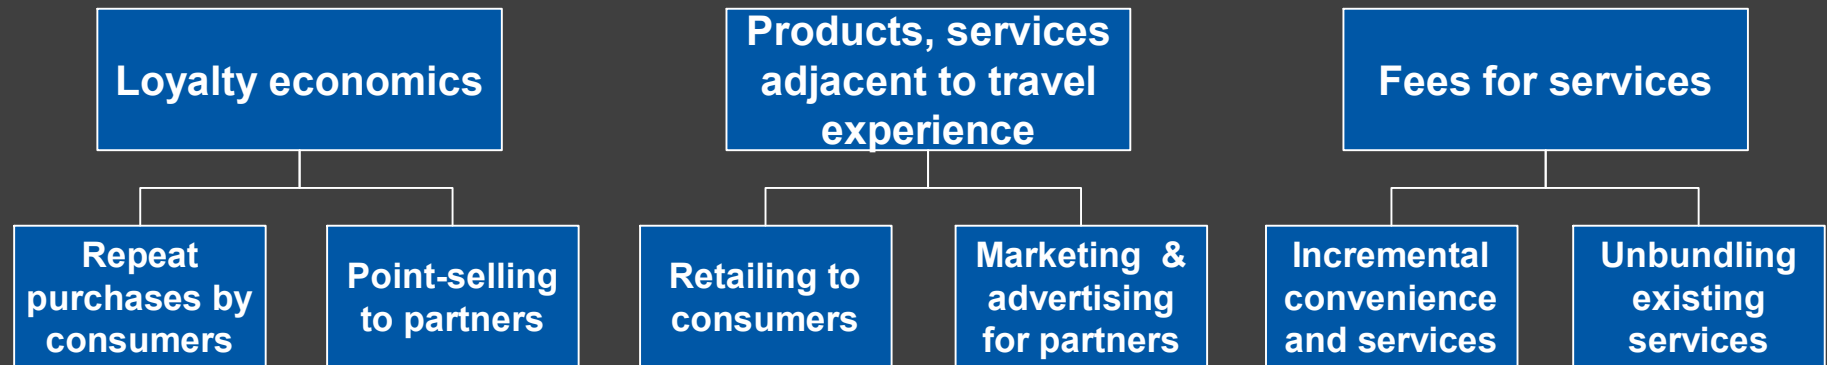 Loyalty economics
Products, services
adjacent to travel
experience
Fees for services
Repeat
purchases by
consumers
Point-selling
to partners
Retailing to
consumers
Marketing & 
advertising
for partners
Incremental
convenience
and services
Unbundling
existing
services